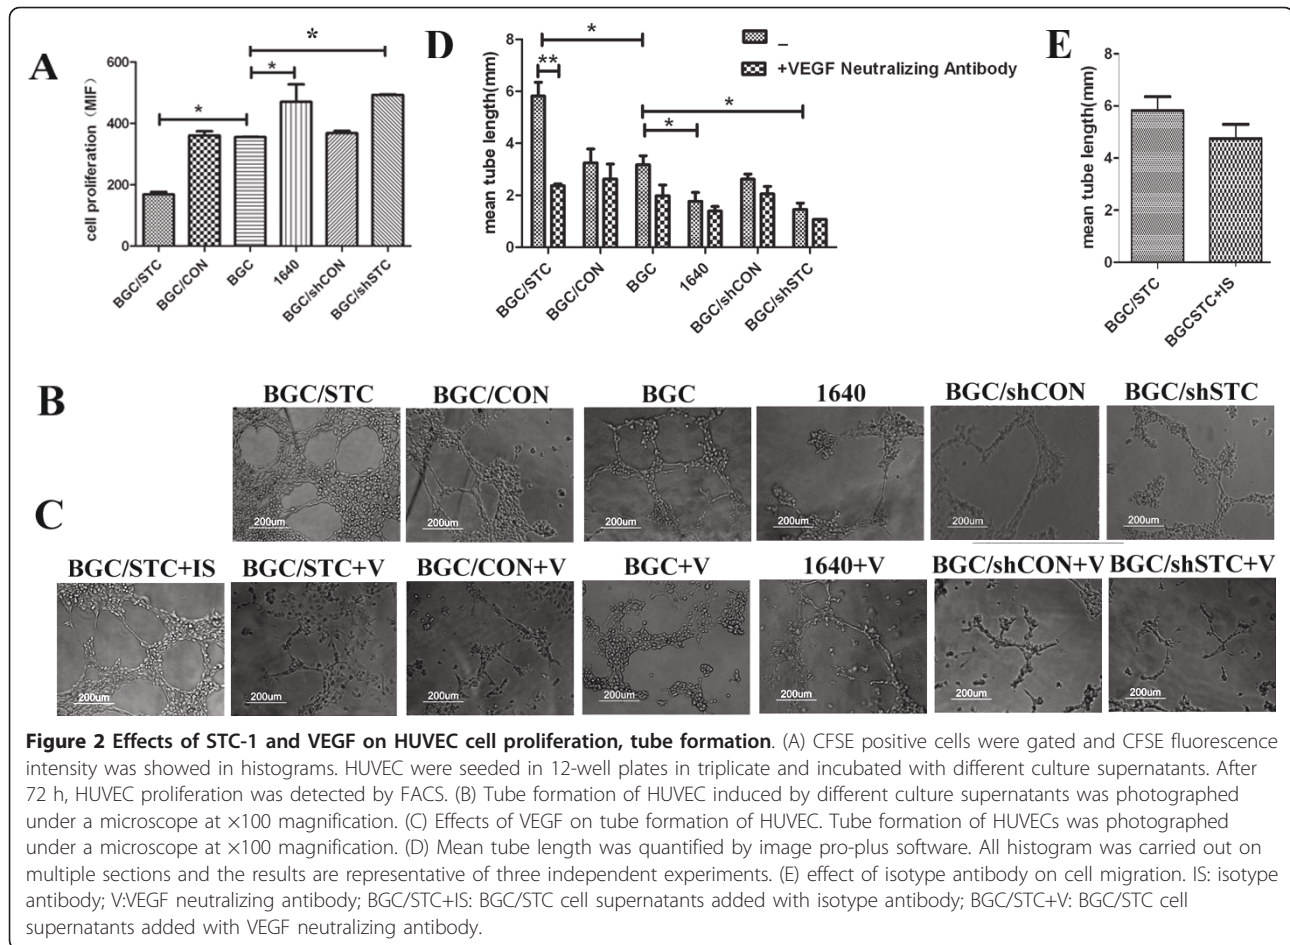 A
cell proliferation (MIF)
600
400
200
0
*
*
*
BGC/STC
BGC/CON
BGC
1640
BGC/shCON
BGC/shSTC
D
mean tube length(mm)
8
6
4
2
0
*
**
*
*
–
+VEGF Neutralizing Antibody
BGC/STC
BGC/CON
BGC
1640
BGC/shCON
BGC/shSTC
E
mean tube length(mm)
8
6
4
2
0
BGC/STC
BGCSTC+IS
B
BGC/STC BGC/CON BGC 1640 BGC/shCON BGC/shSTC
200um 200um 200um 200um 200um 200um
C
BGC/STC+IS BGC/STC+V BGC/CON+V BGC+V 1640+V BGC/shCON+V BGC/shSTC+V
200um 200um 200um 200um 200um 200um 200um
Figure 2 Effects of STC-1 and VEGF on HUVEC cell proliferation, tube formation. (A) CFSE positive cells were gated and CFSE fluorescence
intensity was showed in histograms. HUVEC were seeded in 12-well plates in triplicate and incubated with different culture supernatants. After
72 h, HUVEC proliferation was detected by FACS. (B) Tube formation of HUVEC induced by different culture supernatants was photographed
under a microscope at ×100 magnification. (C) Effects of VEGF on tube formation of HUVEC. Tube formation of HUVECs was photographed
under a microscope at ×100 magnification. (D) Mean tube length was quantified by image pro-plus software. All histogram was carried out on
multiple sections and the results are representative of three independent experiments. (E) effect of isotype antibody on cell migration. IS: isotype
antibody; V:VEGF neutralizing antibody; BGC/STC+IS: BGC/STC cell supernatants added with isotype antibody; BGC/STC+V: BGC/STC cell
supernatants added with VEGF neutralizing antibody.